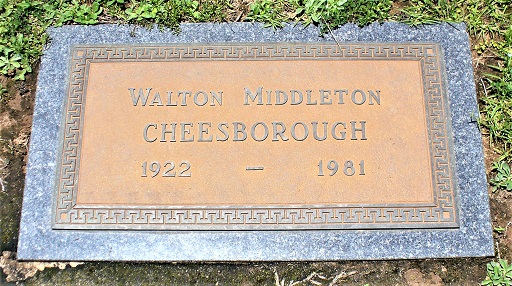 Walton Middleton
CHEESBOROUGH
1922 — 1981